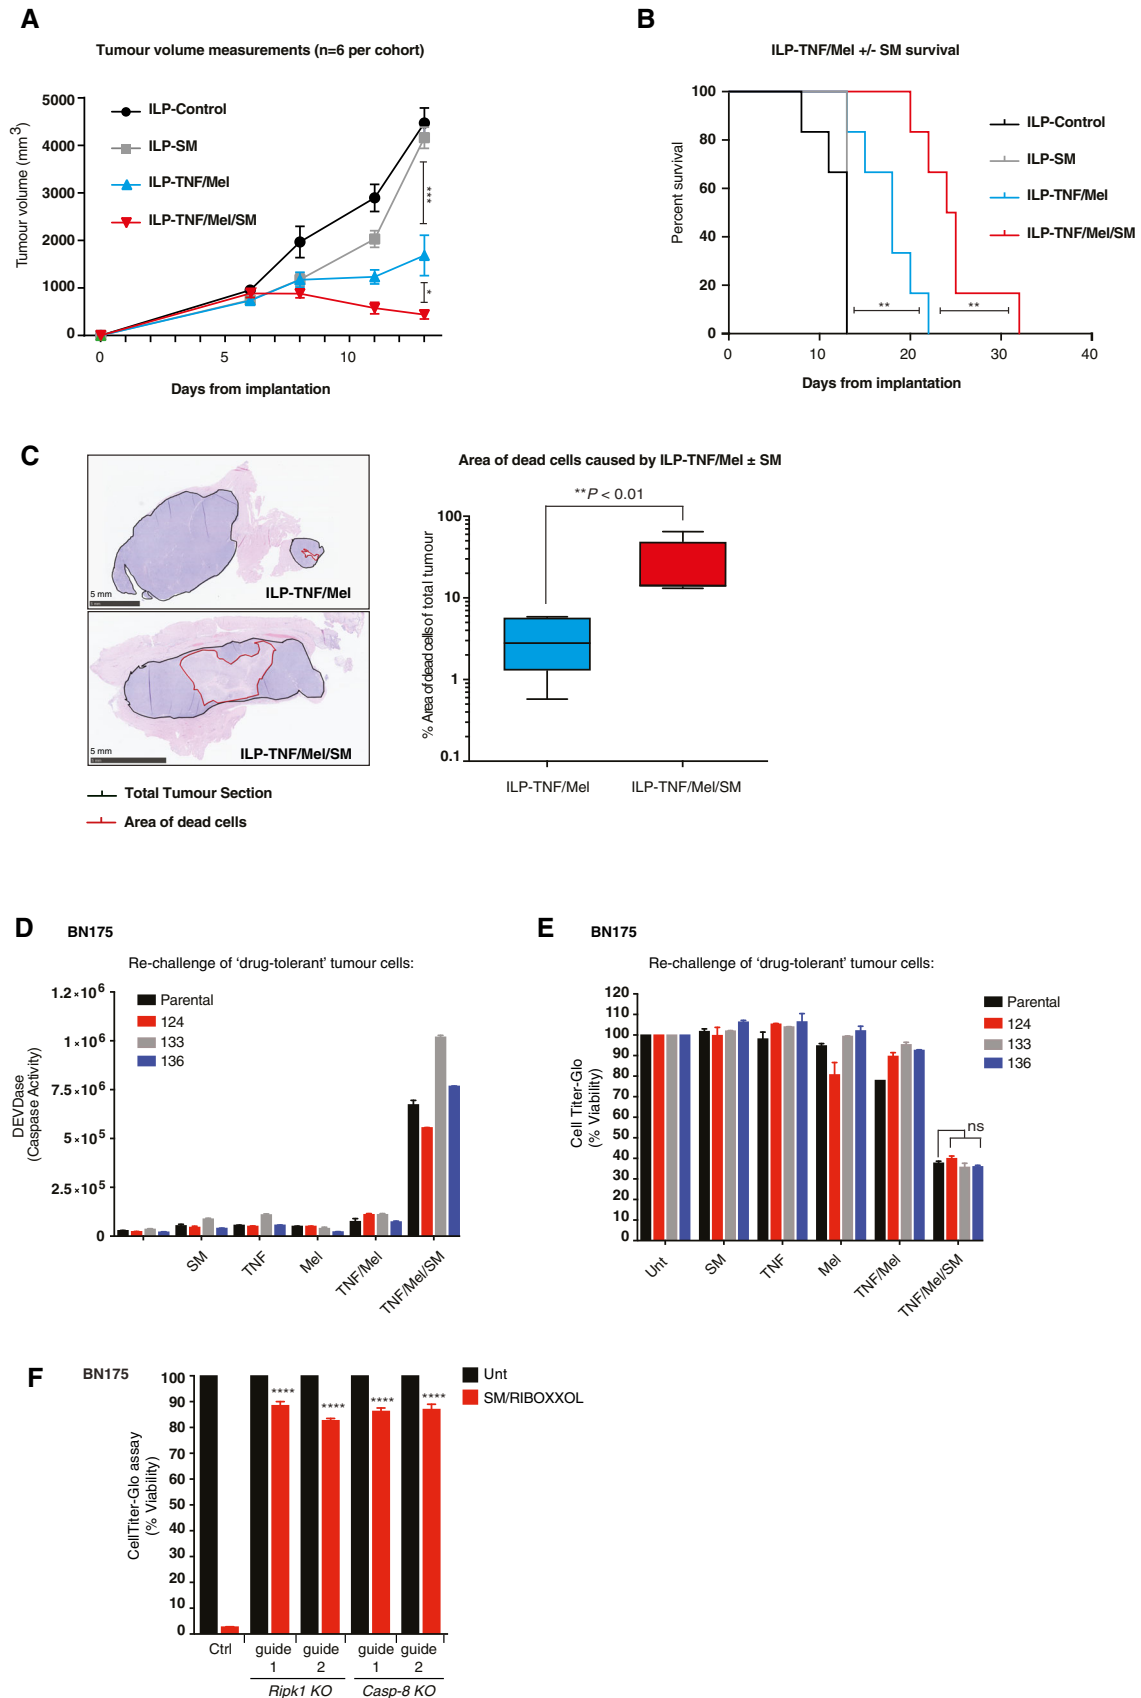 A
Tumour volume measurements (n=6 per cohort)
Tumour volume (mm3)
5000
4000
3000
2000
1000
0
ILP-Control
ILP-SM
ILP-TNF/Mel
ILP-TNF/Mel/SM
***
*
0 5 10
Days from implantation
B
ILP-TNF/Mel +/- SM survival
Percent survival
100
80
60
40
20
0
ILP-Control
ILP-SM
ILP-TNF/Mel
ILP-TNF/Mel/SM
** **
0 10 20 30 40
Days from implantation
C
5 mm
ILP-TNF/Mel
5 mm
ILP-TNF/Mel/SM
Total Tumour Section
Area of dead cells
Area of dead cells caused by ILP-TNF/Mel ± SM
**P < 0.01
% Area of dead cells of total tumour
100
10
1
0.1
ILP-TNF/Mel ILP-TNF/Mel/SM
D BN175
Re-challenge of ‘drug-tolerant’ tumour cells:
DEVDase
(Caspase Activity)
1.2×10⁶
1×10⁶
7.5×10⁶
5×10⁵
2.5×10⁵
0
Parental
124
133
136
SM TNF Mel TNF/Mel TNF/Mel/SM
E BN175
Re-challenge of ‘drug-tolerant’ tumour cells:
Cell Titer-Glo
(% Viability)
120
110
100
90
80
70
60
50
40
30
20
10
0
Parental
124
133
136
ns
Unt SM TNF Mel TNF/Mel TNF/Mel/SM
F BN175
CellTiter-Glo assay
(% Viability)
100
90
80
70
60
50
40
30
20
10
0
Unt
SM/RIBOXXOL
**** **** **** ****
Ctrl guide guide guide guide
1 2 1 2
Ripk1 KO Casp-8 KO